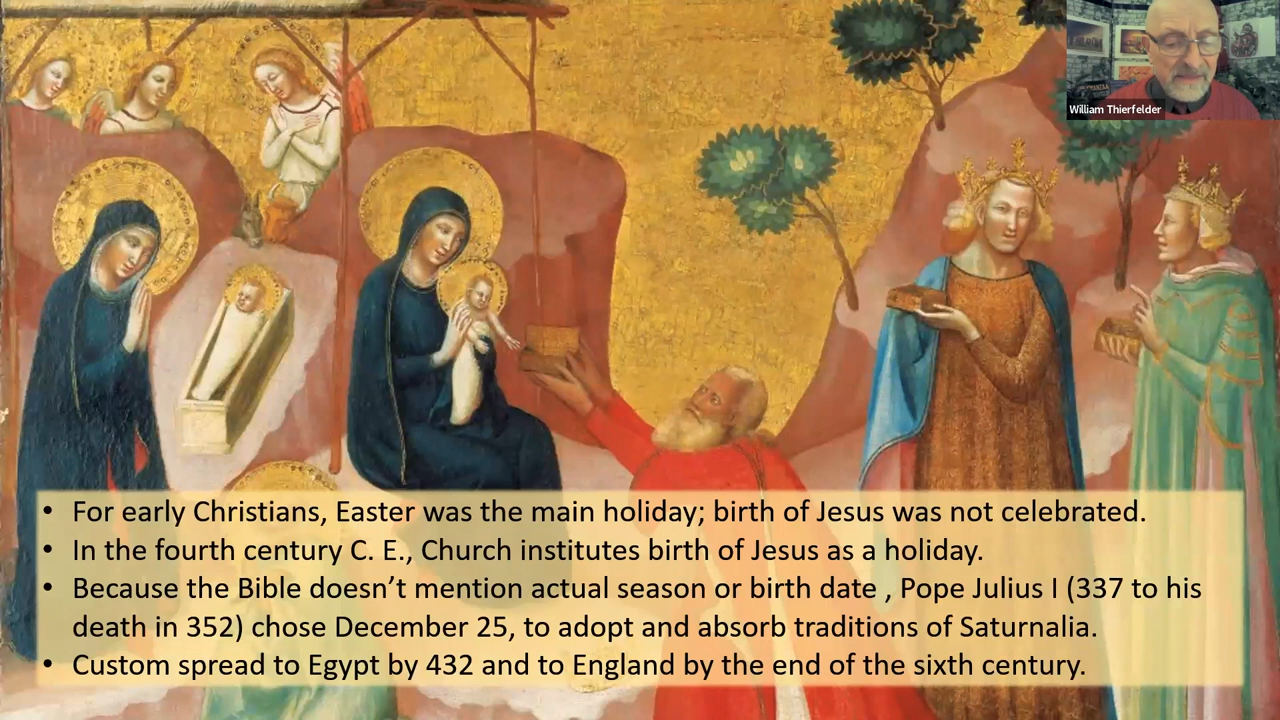 William Thierfelder
• For early Christians, Easter was the main holiday; birth of Jesus was not celebrated.
• In the fourth century C. E., Church institutes birth of Jesus as a holiday.
• Because the Bible doesn’t mention actual season or birth date , Pope Julius I (337 to his
death in 352) chose December 25, to adopt and absorb traditions of Saturnalia.
• Custom spread to Egypt by 432 and to England by the end of the sixth century.